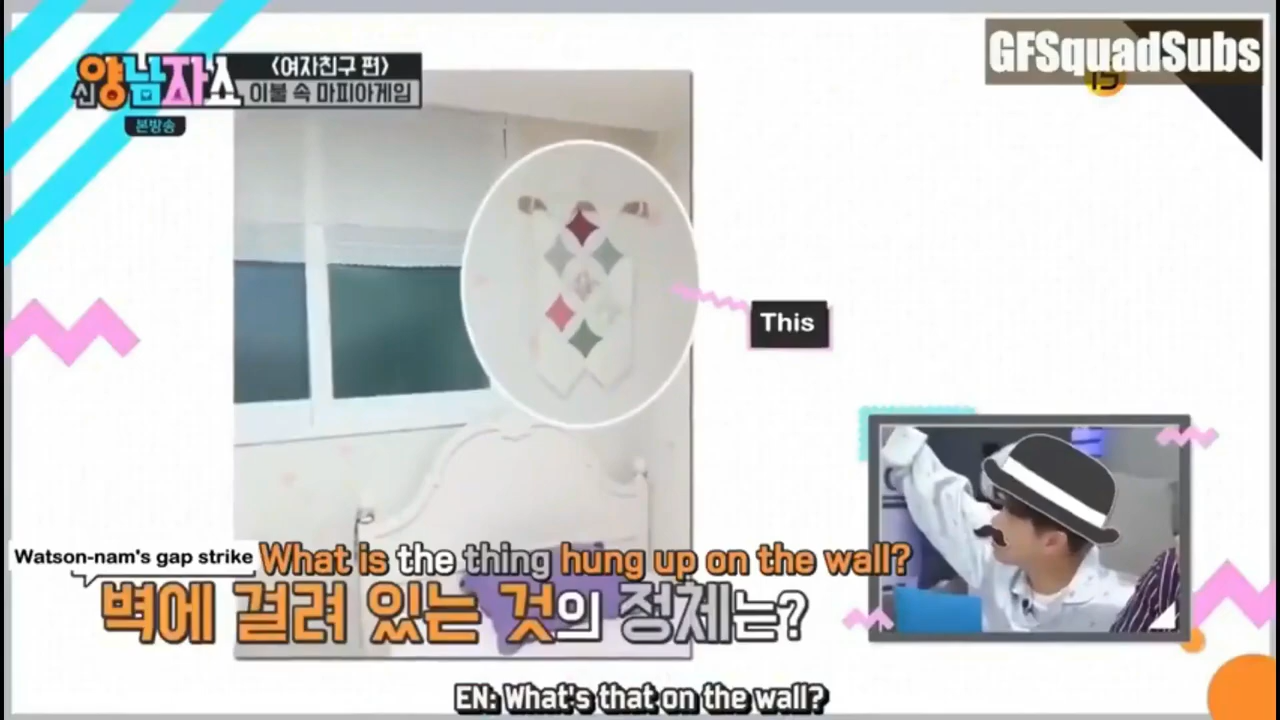 신양남자쇼
<여자친구 편>
이불 속 마피아게임
본방송
GFSquadSubs
15
This
Watson-nam's gap strike
What is the thing hung up on the wall?
벽에 걸려 있는 것의 정체는?
EN: What's that on the wall?